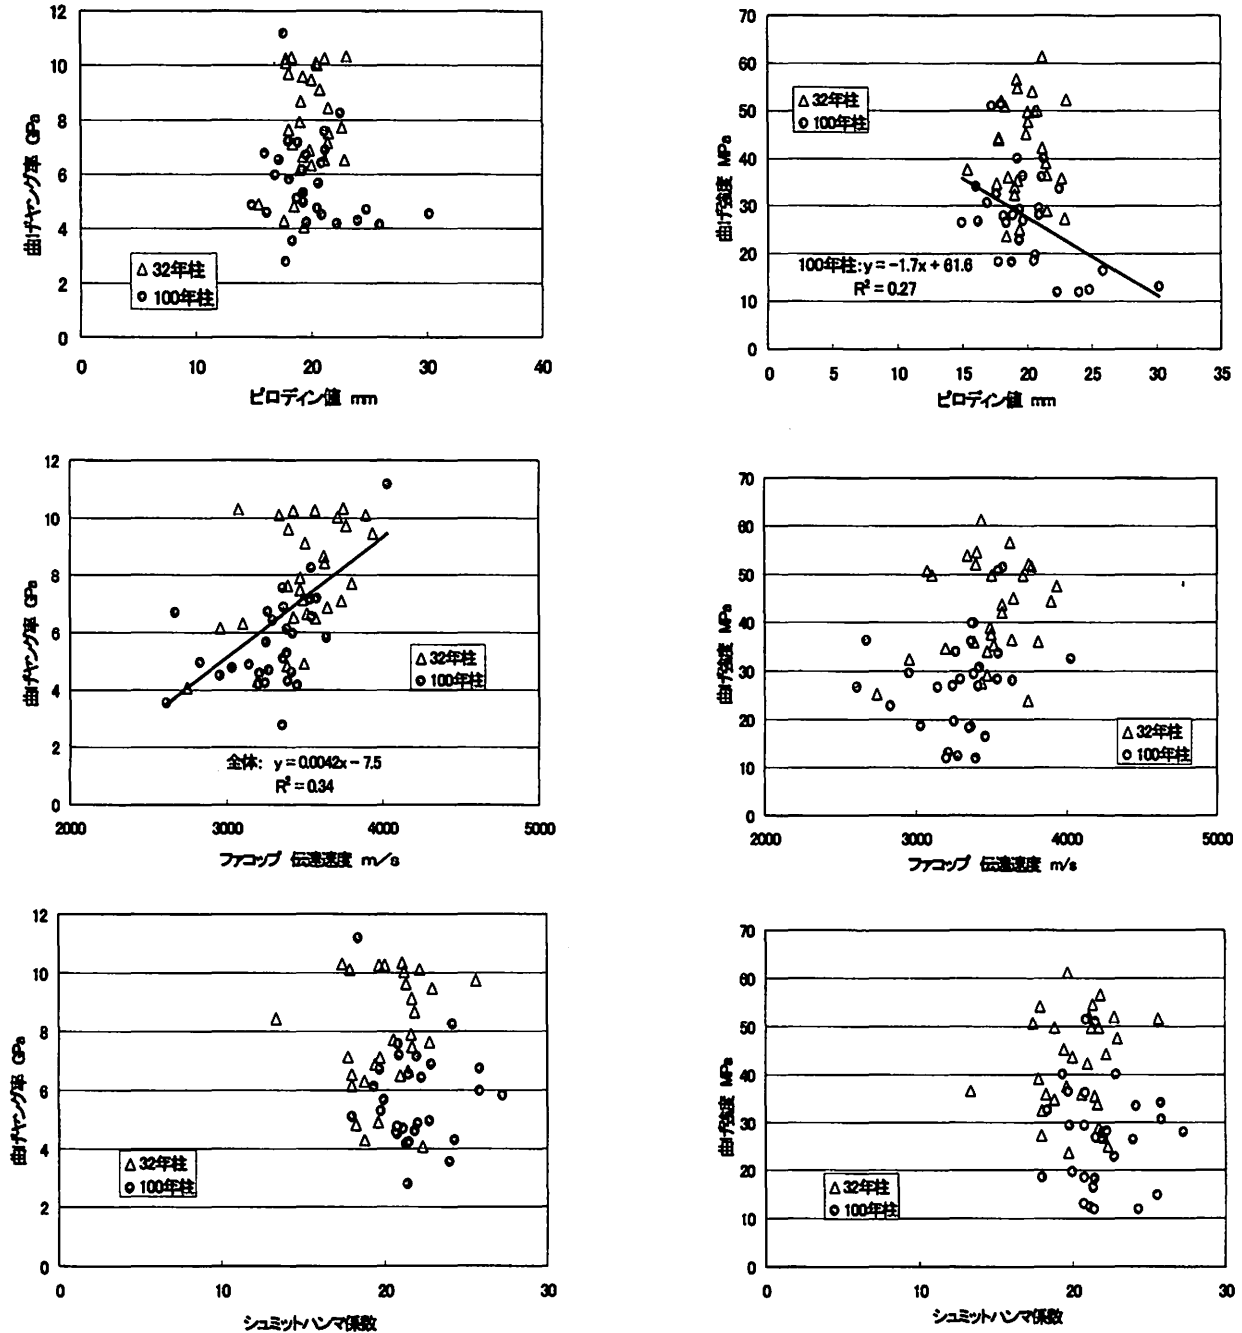 12
10
8
6
4
2
0
曲げヤング率 GPa
△ 32年柱
○ 100年柱
0 10 20 30 40
ピロディン値 mm
70
60
50
40
30
20
10
0
曲げ強度 MPa
△ 32年柱
○ 100年柱
100年柱:y = -1.7x + 61.6
R² = 0.27
0 5 10 15 20 25 30 35
ピロディン値 mm
12
10
8
6
4
2
0
曲げヤング率 GPa
△ 32年柱
○ 100年柱
全体: y = 0.0042x - 7.5
R² = 0.34
2000 3000 4000 5000
ファコップ 伝達速度 m/s
70
60
50
40
30
20
10
0
曲げ強度 MPa
△ 32年柱
○ 100年柱
2000 3000 4000 5000
ファコップ 伝達速度 m/s
12
10
8
6
4
2
0
曲げヤング率 GPa
△ 32年柱
○ 100年柱
0 10 20 30
シュミットハンマ係数
70
60
50
40
30
20
10
0
曲げ強度 MPa
△ 32年柱
○ 100年柱
0 10 20 30
シュミットハンマ係数